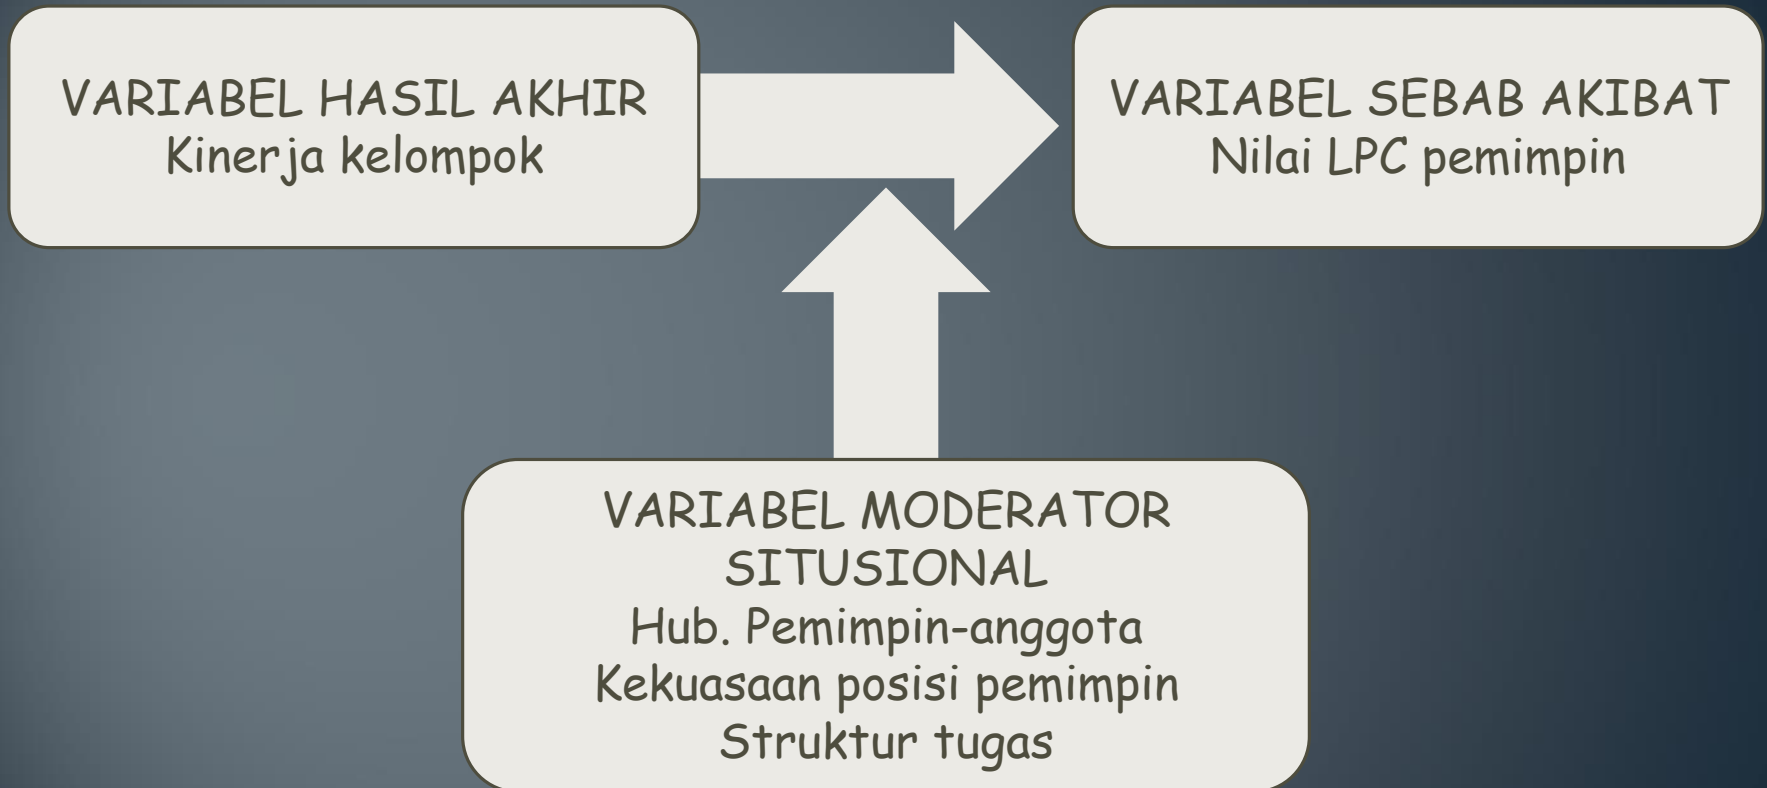 VARIABEL HASIL AKHIR
Kinerja kelompok
VARIABEL SEBAB AKIBAT
Nilai LPC pemimpin
VARIABEL MODERATOR
SITUSIONAL
Hub. Pemimpin-anggota
Kekuasaan posisi pemimpin
Struktur tugas